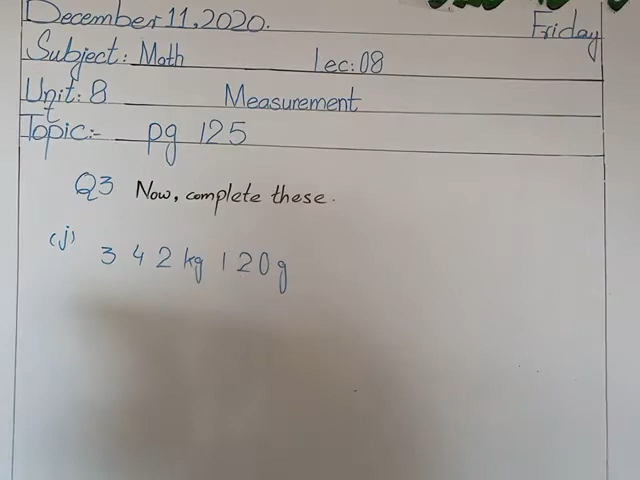 December 11, 2020. Friday
Subject: Math Lec: 08
Unit: 8 Measurement
Topic:- pg 125
Q3 Now, complete these.
(j) 3 4 2 kg 1 2 0 g